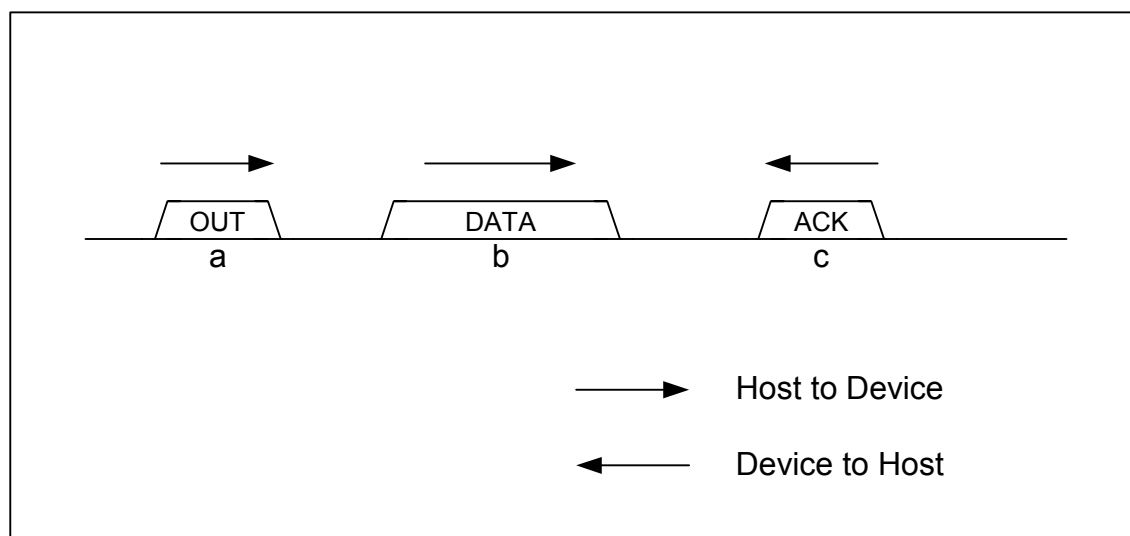 OUT DATA ACK
a b c
Host to Device
Device to Host